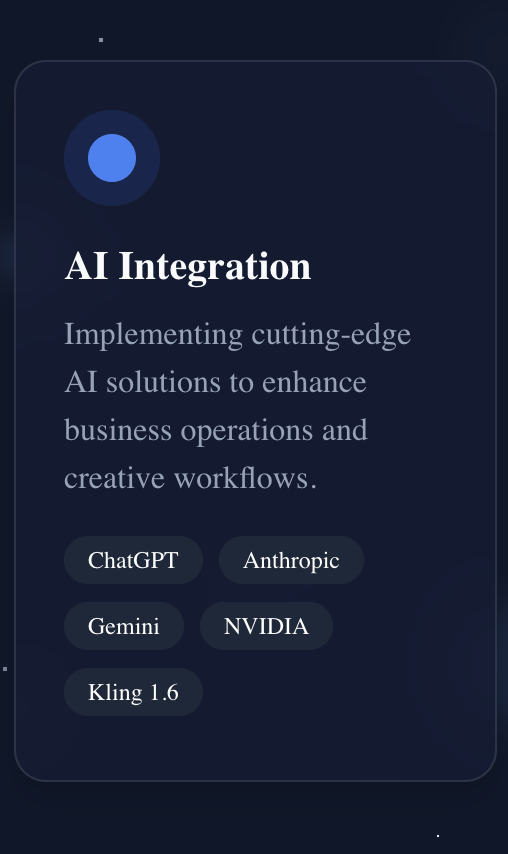 AI Integration
Implementing cutting-edge
AI solutions to enhance
business operations and
creative workflows.
ChatGPT Anthropic
Gemini NVIDIA
Kling 1.6